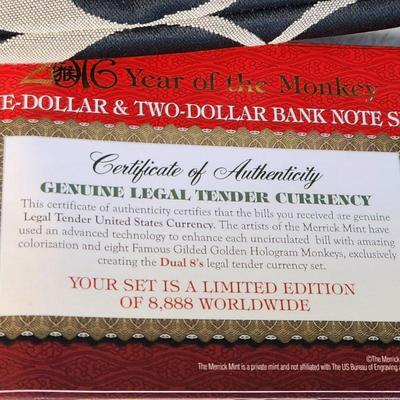 2016 Year of the Monkey
E-DOLLAR & TWO-DOLLAR BANK NOTE S
Certificate of Authenticity
GENUINE LEGAL TENDER CURRENCY
This certificate of authenticity certifies that the bills you received are genuine
Legal Tender United States Currency. The artists of the Merrick Mint have
used an advanced technology to enhance each uncirculated bill with amazing
colorization and eight Famous Gilded Golden Hologram Monkeys, exclusively
creating the Dual 8's legal tender currency set.
YOUR SET IS A LIMITED EDITION
OF 8,888 WORLDWIDE
©The Merrick
The Merrick Mint is a private mint and not affiliated with The US Bureau of Engraving